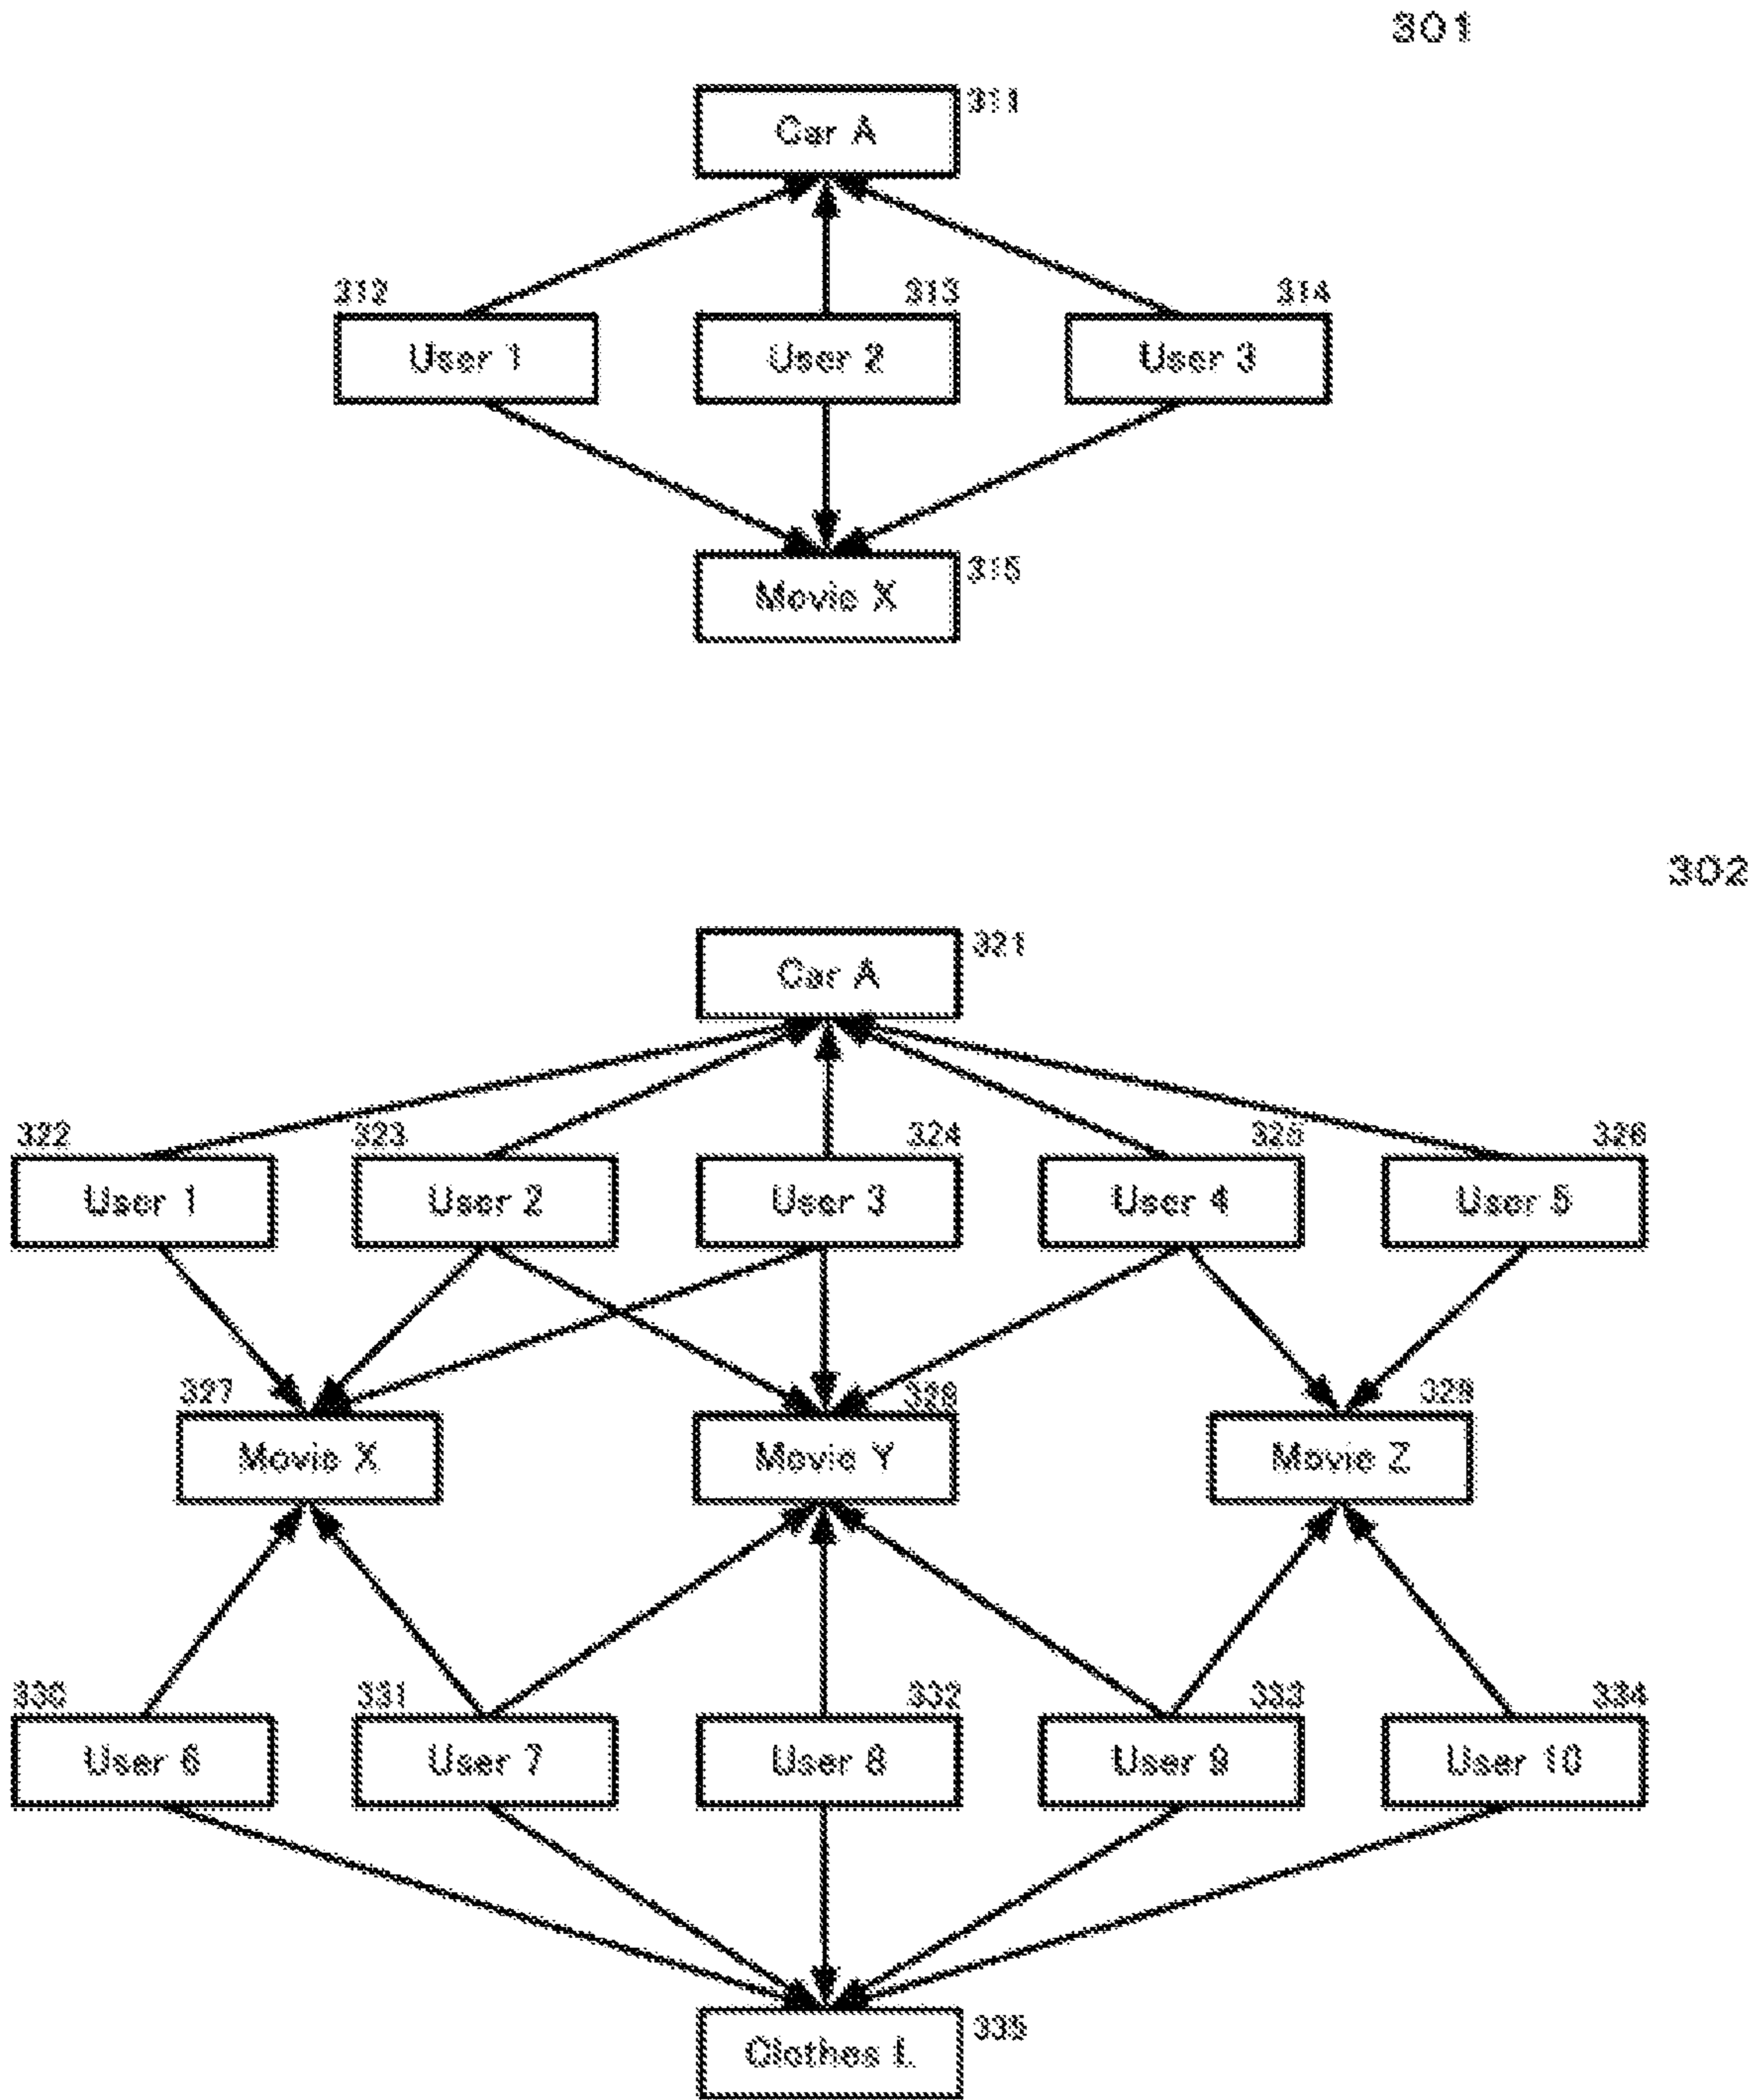 301
Car A
311
312
313
314
User 1
User 2
User 3
Movie X
315
302
Car A
321
322
323
324
325
326
User 1
User 2
User 3
User 4
User 5
327
328
329
Movie X
Movie Y
Movie Z
330
331
332
333
334
User 6
User 7
User 8
User 9
User 10
Clothes L
335